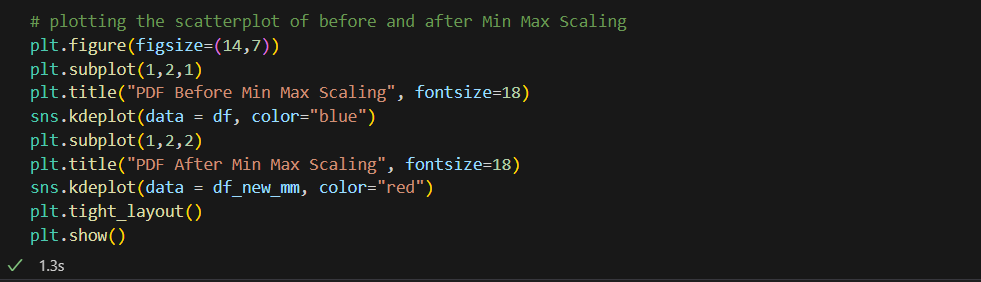 # plotting the scatterplot of before and after Min Max Scaling
plt.figure(figsize=(14,7))
plt.subplot(1,2,1)
plt.title("PDF Before Min Max Scaling", fontsize=18)
sns.kdeplot(data = df, color="blue")
plt.subplot(1,2,2)
plt.title("PDF After Min Max Scaling", fontsize=18)
sns.kdeplot(data = df_new_mm, color="red")
plt.tight_layout()
plt.show()
1.3s